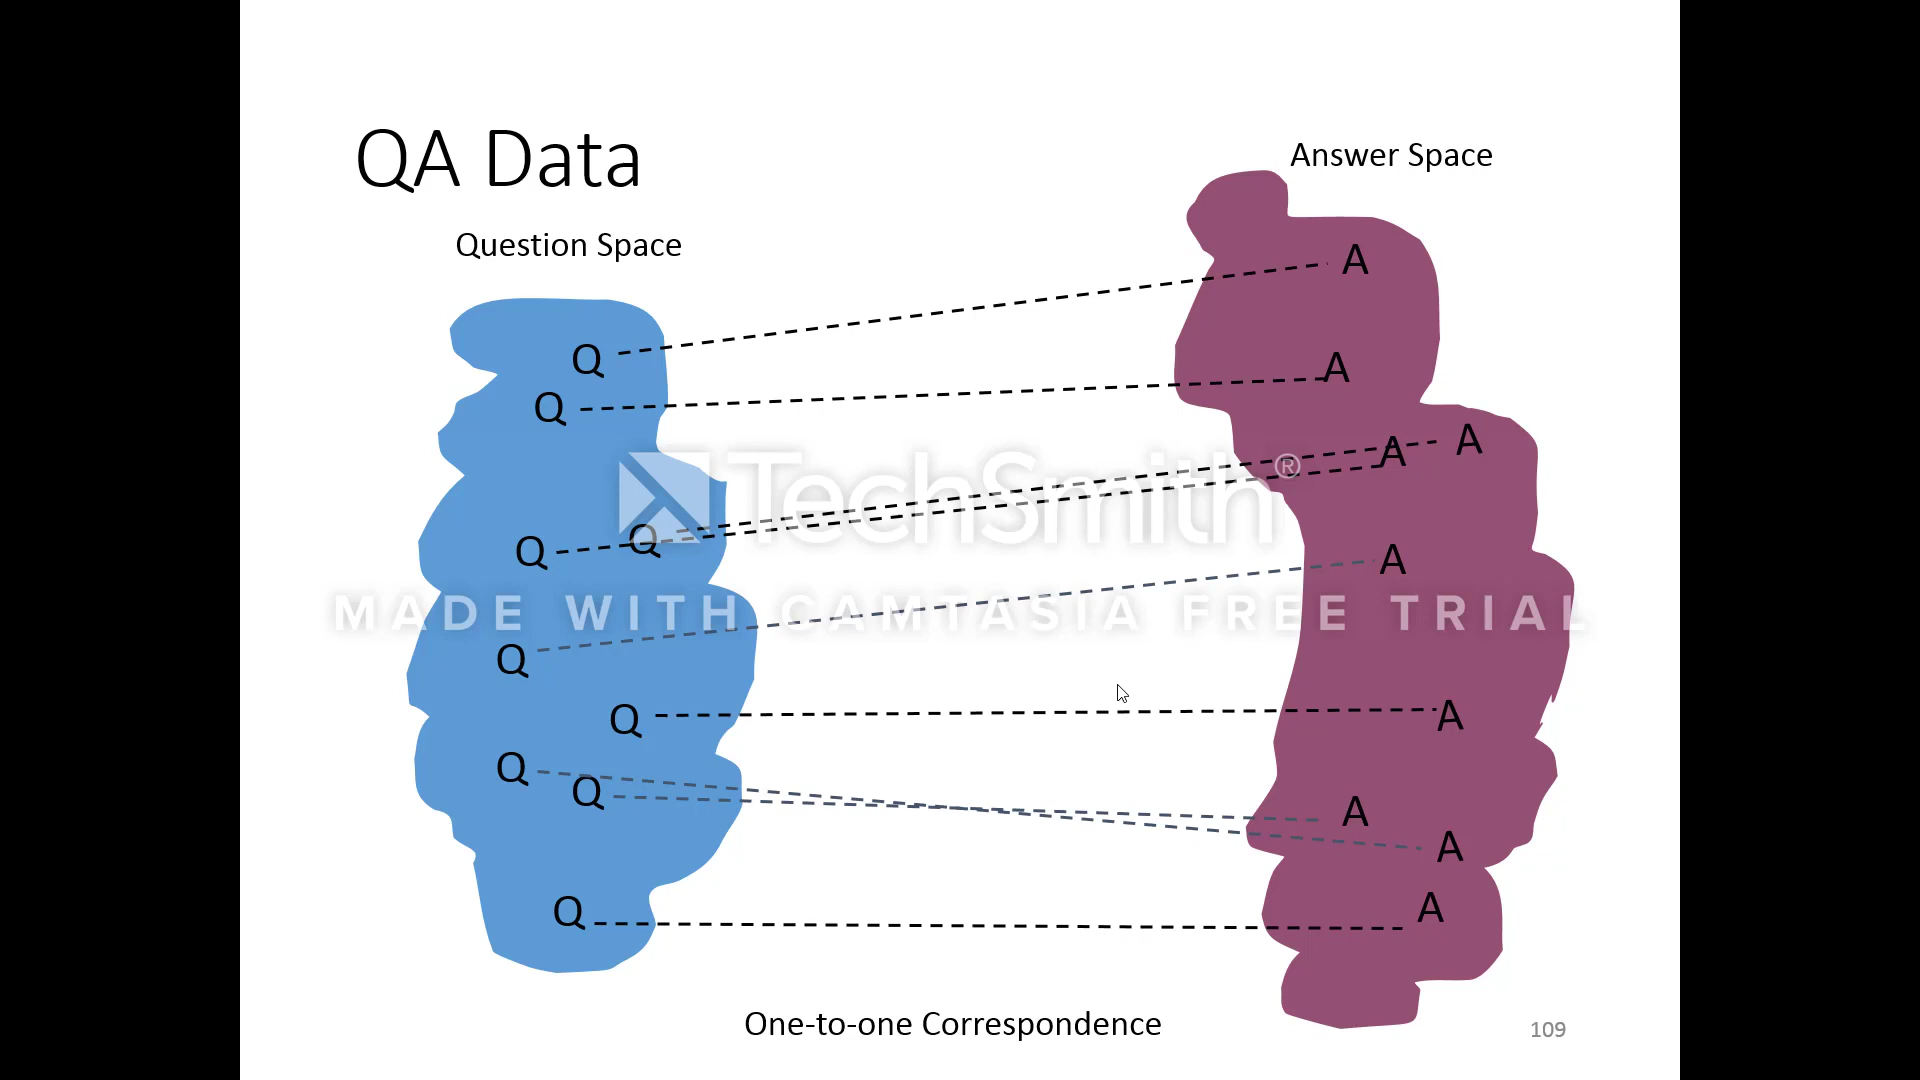 QA Data
Answer Space
Question Space
A
Q
A
Q
A
A
Q
Q
TechSmith®
A
MADE WITH CAMTASIA FREE TRIAL
Q
Q
A
Q
Q
A
A
Q
A
One-to-one Correspondence
109